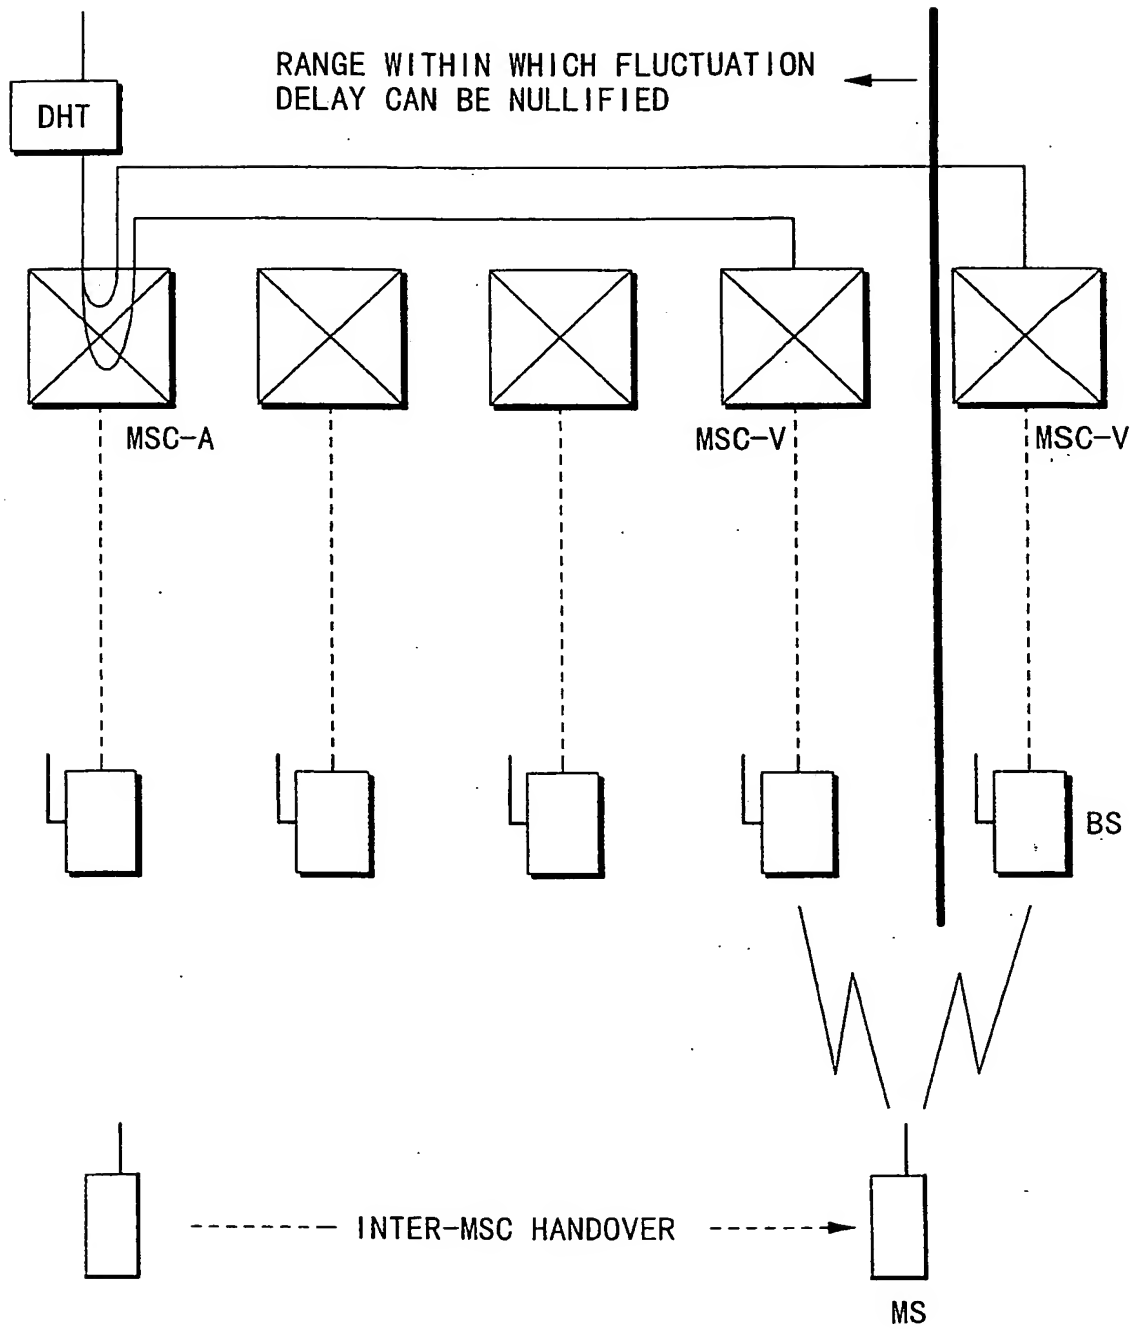 RANGE WITHIN WHICH FLUCTUATION
DELAY CAN BE NULLIFIED
DHT
MSC-A
MSC-V
MSC-V
BS
INTER-MSC HANDOVER
MS